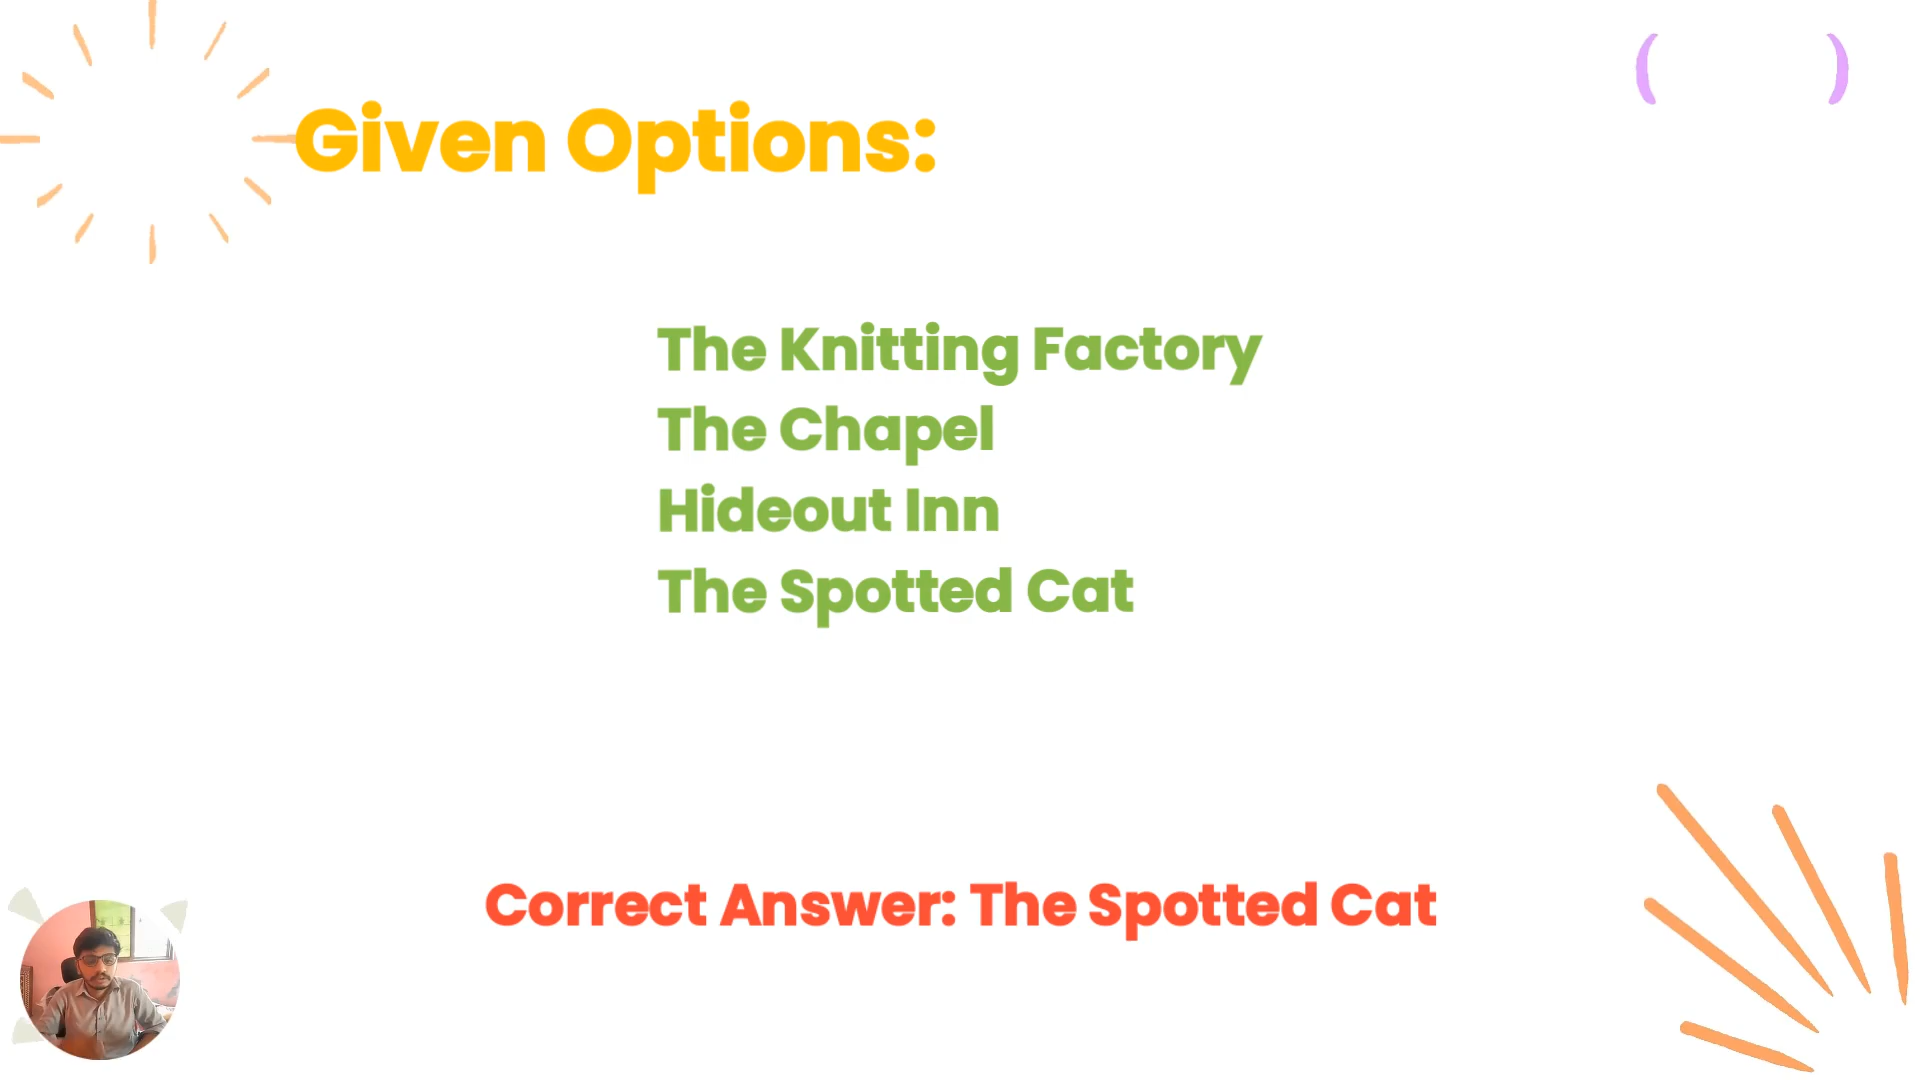 Given Options:
The Knitting Factory
The Chapel
Hideout Inn
The Spotted Cat
Correct Answer: The Spotted Cat